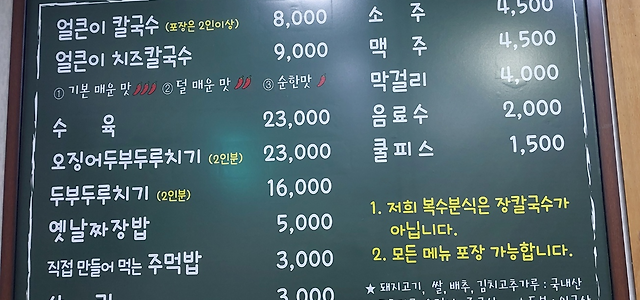 얼큰이 칼국수 (포장은 2인이상) 8,000
얼큰이 치즈칼국수 9,000
① 기본 매운 맛 ② 덜 매운 맛 ③ 순한맛
수 육 23,000
오징어두부두루치기 (2인분) 23,000
두부두루치기 (2인분) 16,000
옛날짜장밥 5,000
직접 만들어 먹는 주먹밥 3,000
3,000
소 주 4,500
맥 주 4,500
막걸리 4,000
음료수 2,000
쿨피스 1,500
1. 저희 복수분식은 장칼국수가
아닙니다.
2. 모든 메뉴 포장 가능합니다.
★ 돼지고기, 쌀, 배추, 김치고추가루 : 국내산